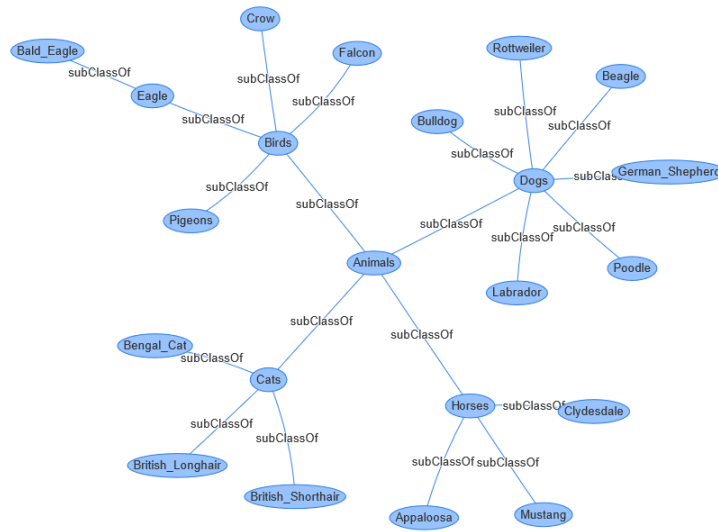 Crow
Bald_Eagle
Falcon
Rottweiler
subClassOf
Beagle
Eagle
subClassOf
subClassOf
subClassOf
subClassOf
Bulldog
subClassOf
subClassOf
Birds
subClassOf
Dogs
subCla
German_Shepherd
subClassOf
Pigeons
subClassOf
subClassOf
subClassOf
subClassOf
Animals
Poodle
Labrador
subClassOf
subClassOf
Bengal_Cat
subClassOf
Cats
Horses
subClassOf
Clydesdale
subClassOf
subClassOf
British_Longhair
subClassOf
subClassOf
British_Shorthair
Appaloosa
Mustang